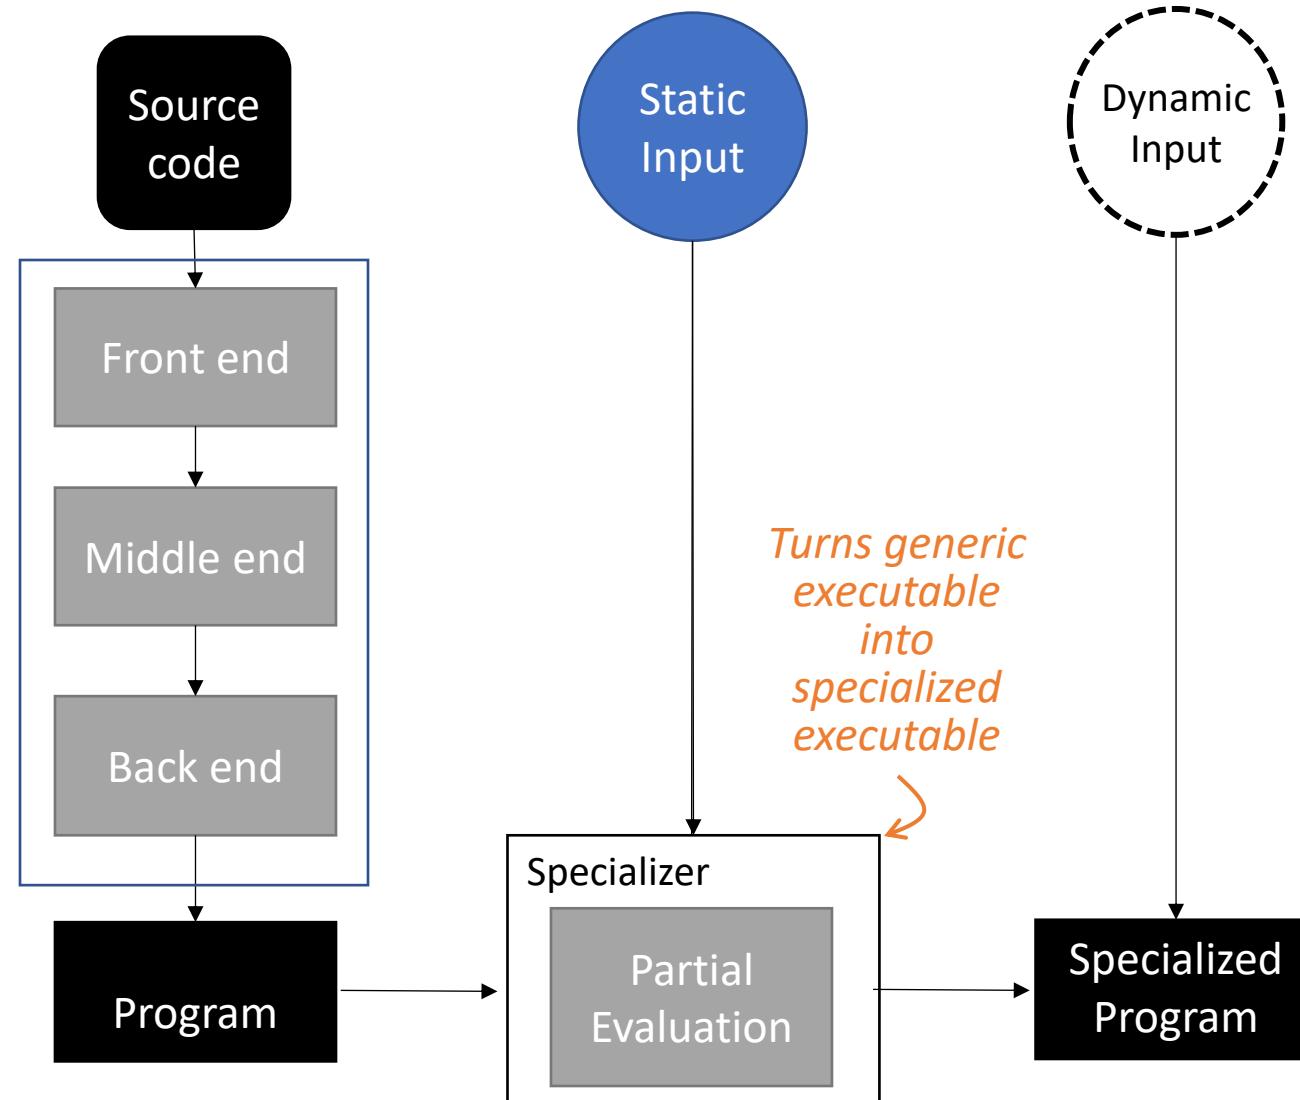 Source
code
Static
Input
Dynamic
Input
Front end
Middle end
Back end
Program
Turns generic
executable
into
specialized
executable
Specializer
Partial
Evaluation
Specialized
Program